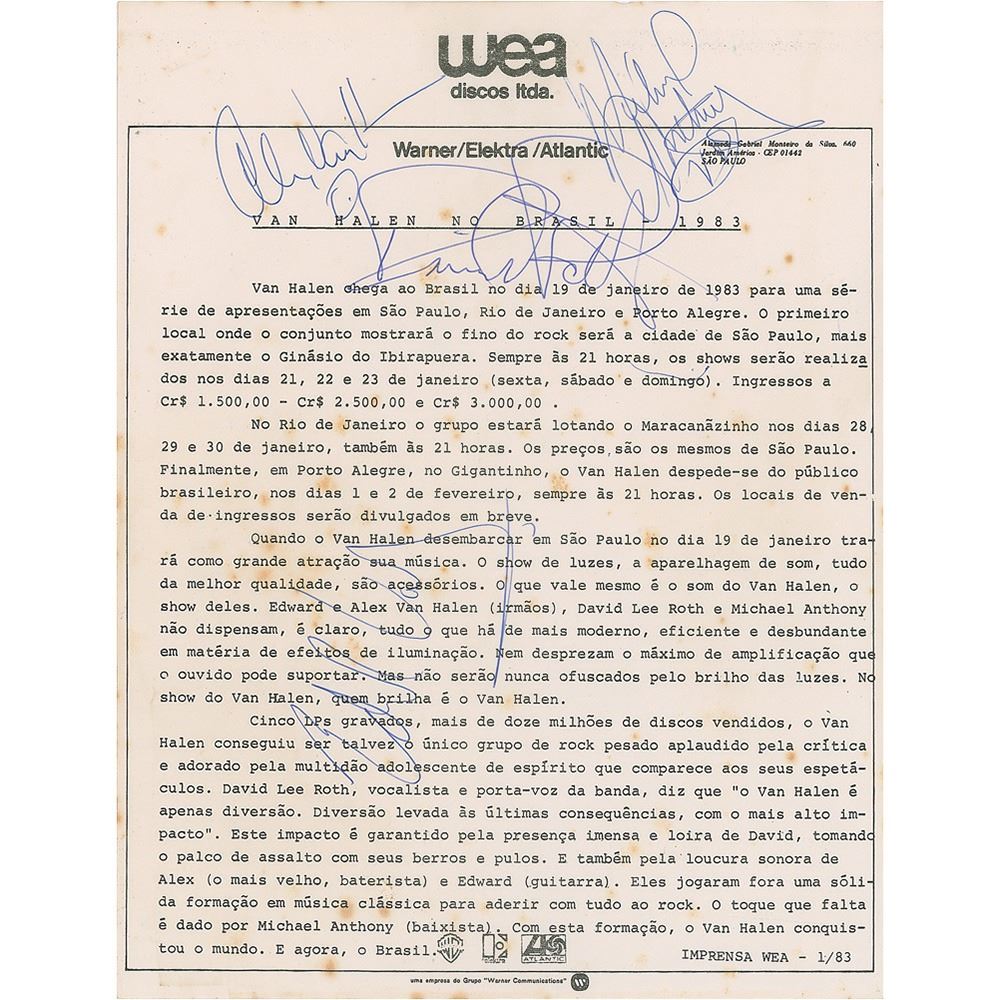 wea
discos ltda.
Warner/Elektra/Atlantic
Alameda Gabriel Monteiro da Silva, 660
Jardim América - CEP 01442
SÃO PAULO
VAN HALEN NO BRASIL - 1983
Van Halen chega ao Brasil no dia 19 de janeiro de 1983 para uma sé-
rie de apresentações em São Paulo, Rio de Janeiro e Porto Alegre. O primeiro
local onde o conjunto mostrará o fino do rock será a cidade de São Paulo, mais
exatamente o Ginásio do Ibirapuera. Sempre às 21 horas, os shows serão realiza
dos nos dias 21, 22 e 23 de janeiro (sexta, sábado e domingo). Ingressos a
Cr$ 1.500,00 - Cr$ 2.500,00 e Cr$ 3.000,00 .
No Rio de Janeiro o grupo estará lotando o Maracanãzinho nos dias 28,
29 e 30 de janeiro, também às 21 horas. Os preços são os mesmos de São Paulo.
Finalmente, em Porto Alegre, no Gigantinho, o Van Halen despede-se do público
brasileiro, nos dias 1 e 2 de fevereiro, sempre às 21 horas. Os locais de ven-
da de ingressos serão divulgados em breve.
Quando o Van Halen desembarcar em São Paulo no dia 19 de janeiro tra-
rá como grande atração sua música. O show de luzes, a aparelhagem de som, tudo
da melhor qualidade, são acessórios. O que vale mesmo é o som do Van Halen, o
show deles. Edward e Alex Van Halen (irmãos), David Lee Roth e Michael Anthony
não dispensam, é claro, tudo o que há de mais moderno, eficiente e desbundante
em matéria de efeitos de iluminação. Nem desprezam o máximo de amplificação que
o ouvido pode suportar. Mas não serão nunca ofuscados pelo brilho das luzes. No
show do Van Halen, quem brilha é o Van Halen.
Cinco LPs gravados, mais de doze milhões de discos vendidos, o Van
Halen conseguiu ser talvez o único grupo de rock pesado aplaudido pela crítica
e adorado pela multidão adolescente de espírito que comparece aos seus espetá-
culos. David Lee Roth, vocalista e porta-voz da banda, diz que "o Van Halen é
apenas diversão. Diversão levada às últimas consequências, com o mais alto im-
pacto". Este impacto é garantido pela presença imensa e loira de David, tomando
o palco de assalto com seus berros e pulos. E também pela loucura sonora de
Alex (o mais velho, baterista) e Edward (guitarra). Eles jogaram fora uma sóli-
da formação em música clássica para aderir com tudo ao rock. O toque que falta
é dado por Michael Anthony (baixista). Com esta formação, o Van Halen conquis-
tou o mundo. E agora, o Brasil.
elektra
ATLANTIC
IMPRENSA WEA - 1/83
uma empresa do Grupo "Warner Communications"